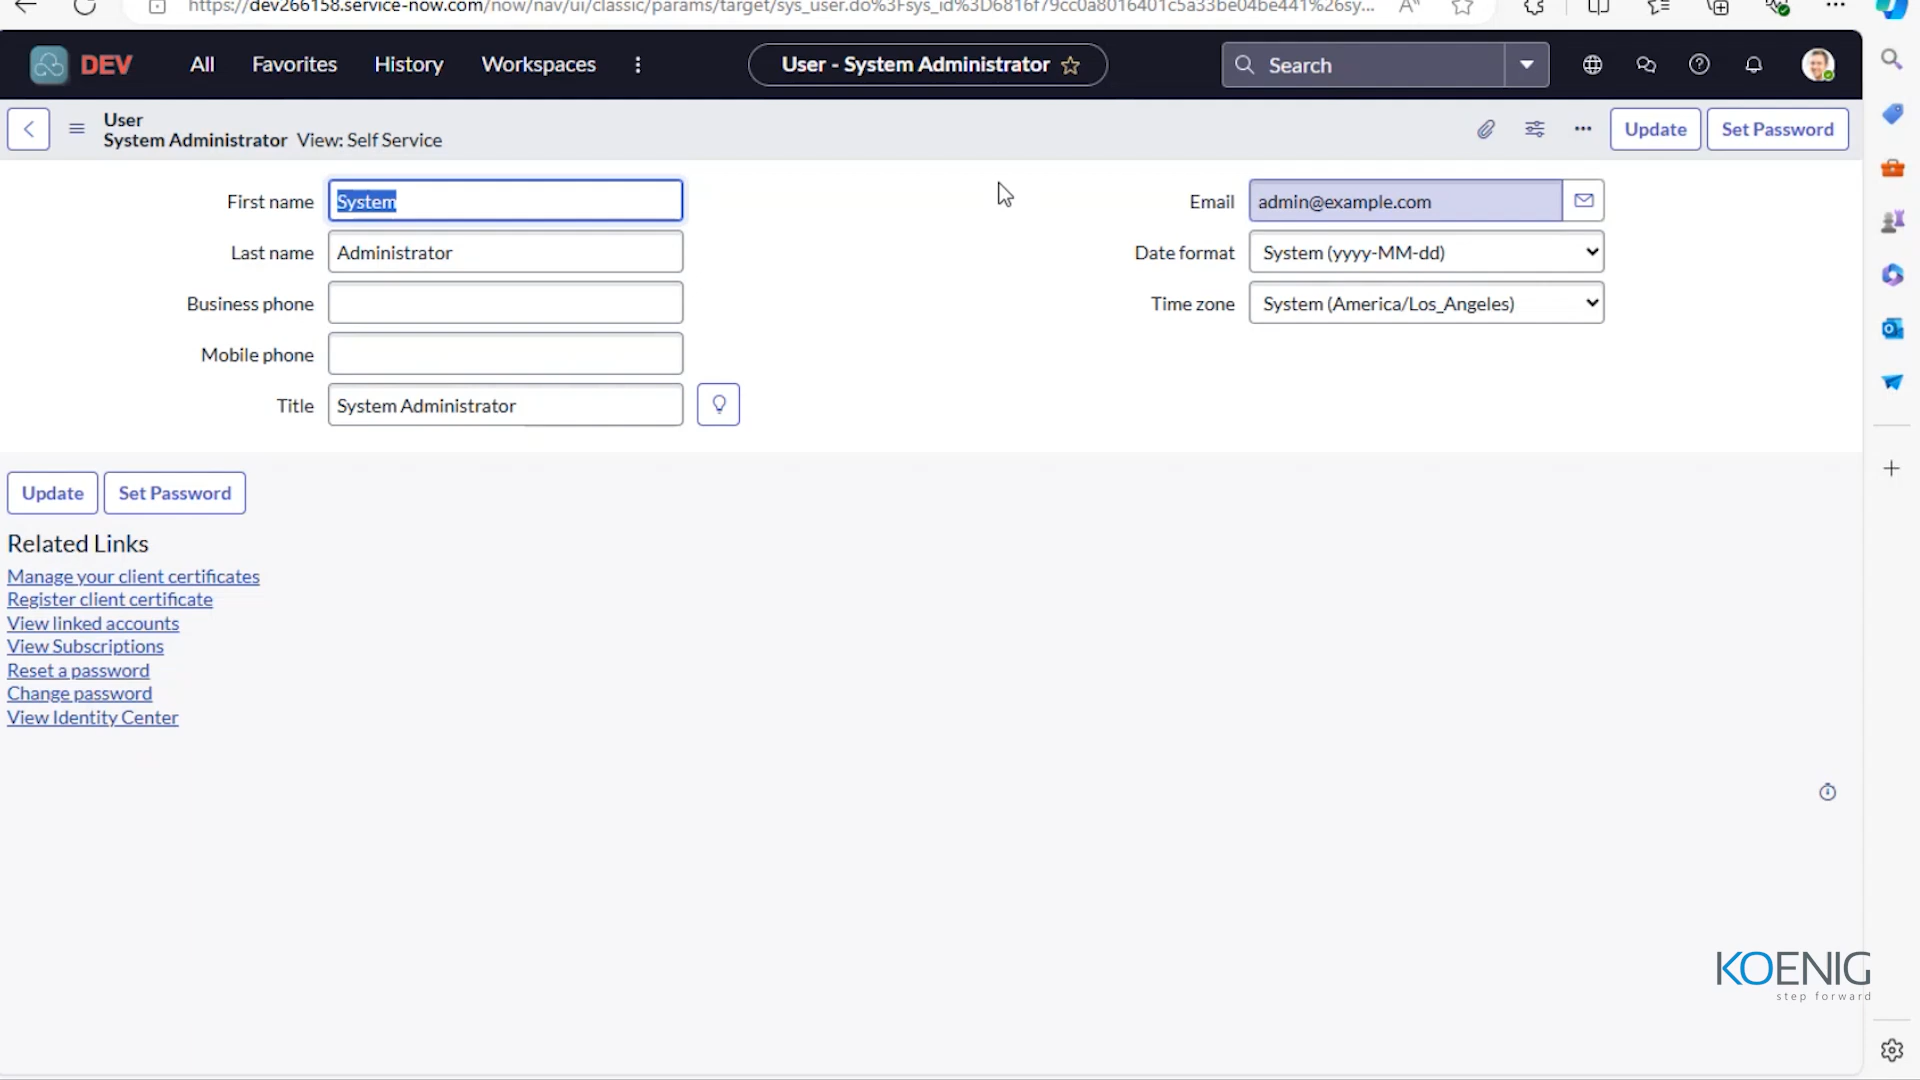 https://dev266158.service-now.com/now/nav/ui/classic/params/target/sys_user.do%3Fsys_id%3D6816f79cc0a8016401c5a33be04be441%26sy...
DEV All Favorites History Workspaces User - System Administrator Search
User
System Administrator View: Self Service Update Set Password
First name System Email admin@example.com
Last name Administrator Date format System (yyyy-MM-dd)
Business phone Time zone System (America/Los_Angeles)
Mobile phone
Title System Administrator
Update Set Password
Related Links
Manage your client certificates
Register client certificate
View linked accounts
View Subscriptions
Reset a password
Change password
View Identity Center
KOENIG
step forward